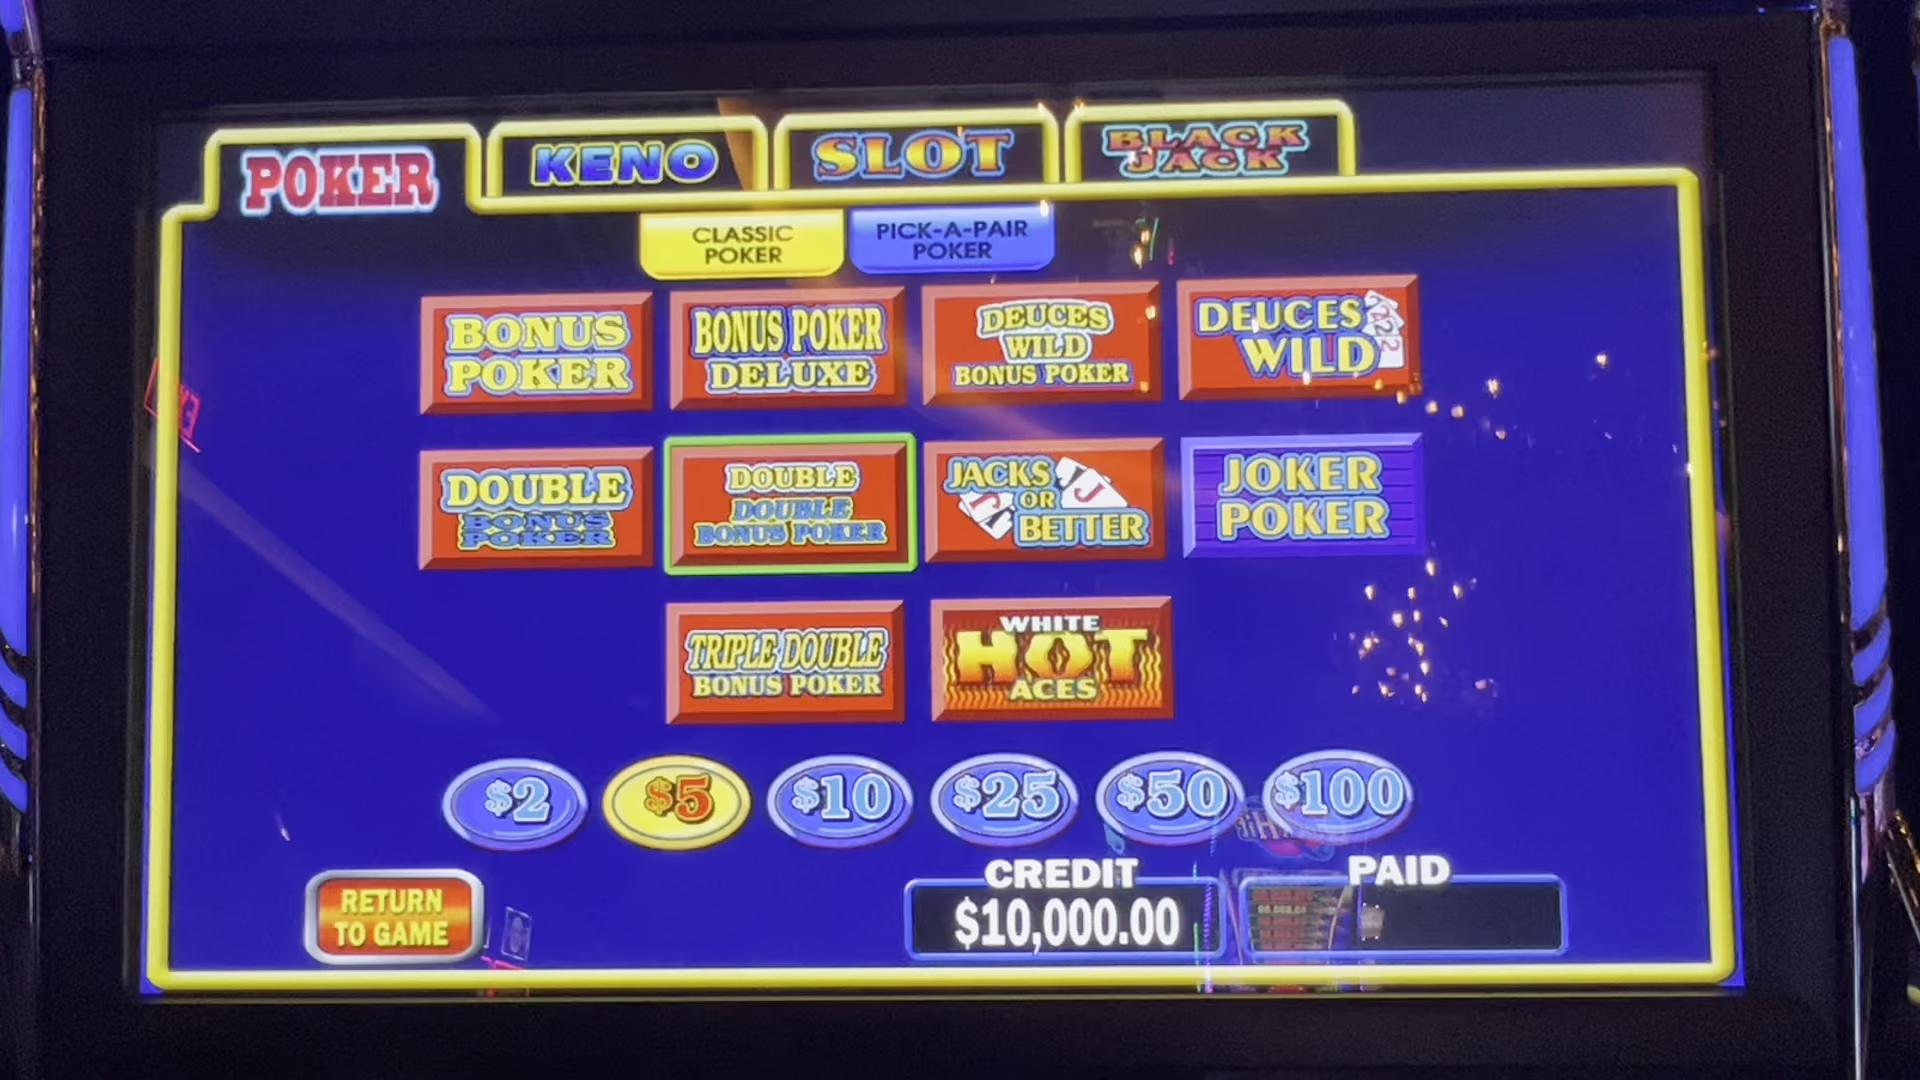 POKER
KENO
SLOT
BLACK
JACK
CLASSIC
POKER
PICK-A-PAIR
POKER
BONUS
POKER
BONUS POKER
DELUXE
DEUCES
WILD
BONUS POKER
DEUCES
WILD
DOUBLE
BONUS
POKER
DOUBLE
DOUBLE
BONUS POKER
JACKS
OR
BETTER
JOKER
POKER
TRIPLE DOUBLE
BONUS POKER
WHITE
HOT
ACES
$2
$5
$10
$25
$50
$100
RETURN
TO GAME
CREDIT
$10,000.00
PAID